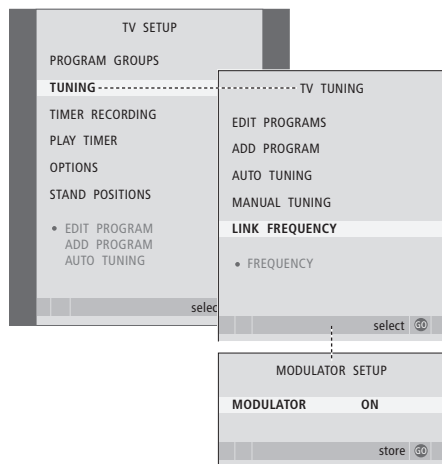 TV SETUP
PROGRAM GROUPS
TUNING
TIMER RECORDING
PLAY TIMER
OPTIONS
STAND POSITIONS
• EDIT PROGRAM
ADD PROGRAM
AUTO TUNING
selec
TV TUNING
EDIT PROGRAMS
ADD PROGRAM
AUTO TUNING
MANUAL TUNING
LINK FREQUENCY
• FREQUENCY
select GO
MODULATOR SETUP
MODULATOR ON
store GO